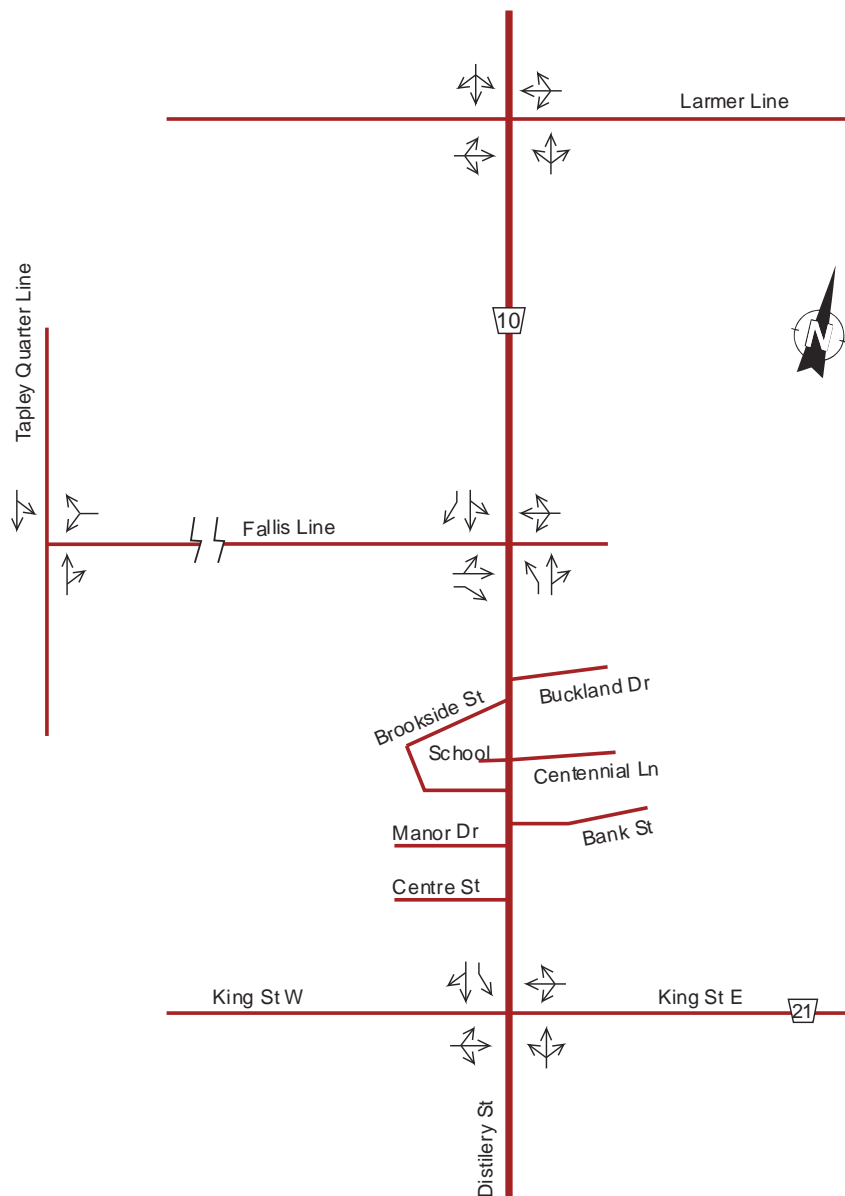 Larmer Line
Tapley Quarter Line
10
N
Fallis Line
Buckland Dr
Brookside St
School
Centennial Ln
Bank St
Manor Dr
Centre St
King St W
King St E
21
Distilery St